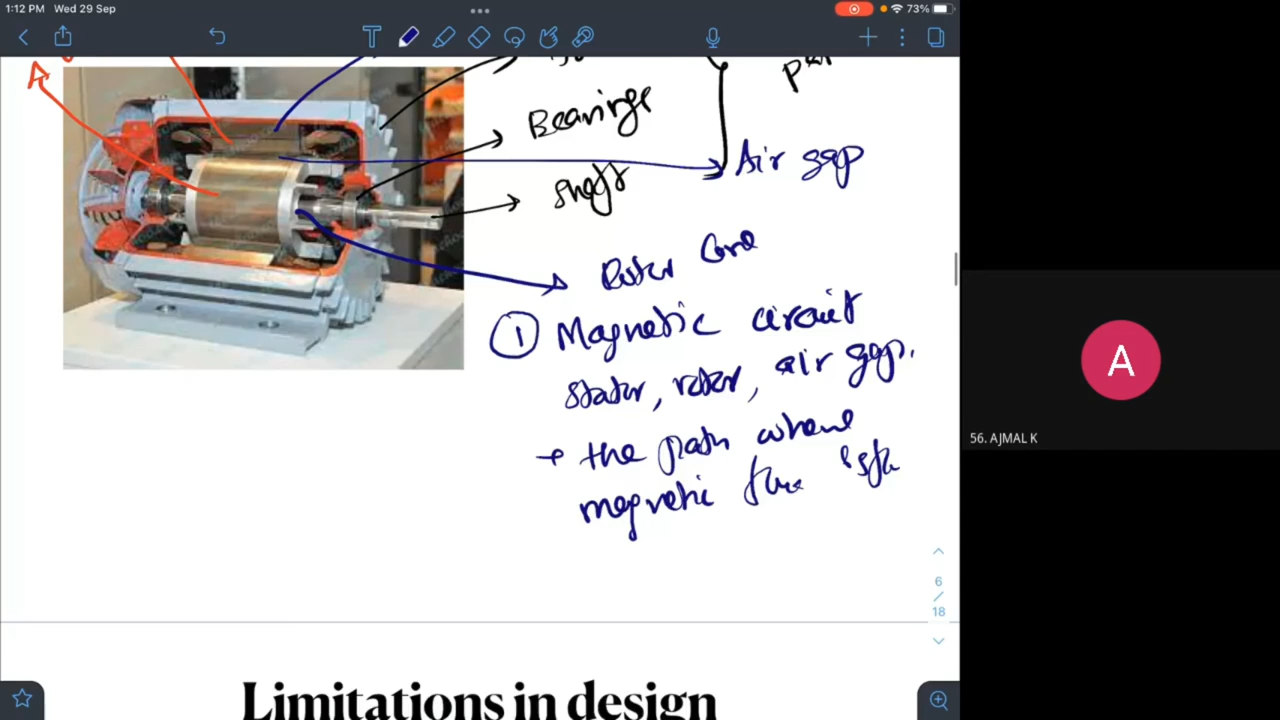 1:12 PM Wed 29 Sep
73%
T
Bearings
Air gap
shaft
Rotor Core
① Magnetic circuit
stator, rotor, air gap.
→ the path where
magnetic flux
6
/
18
Limitations in design
A
56. AJMAL K